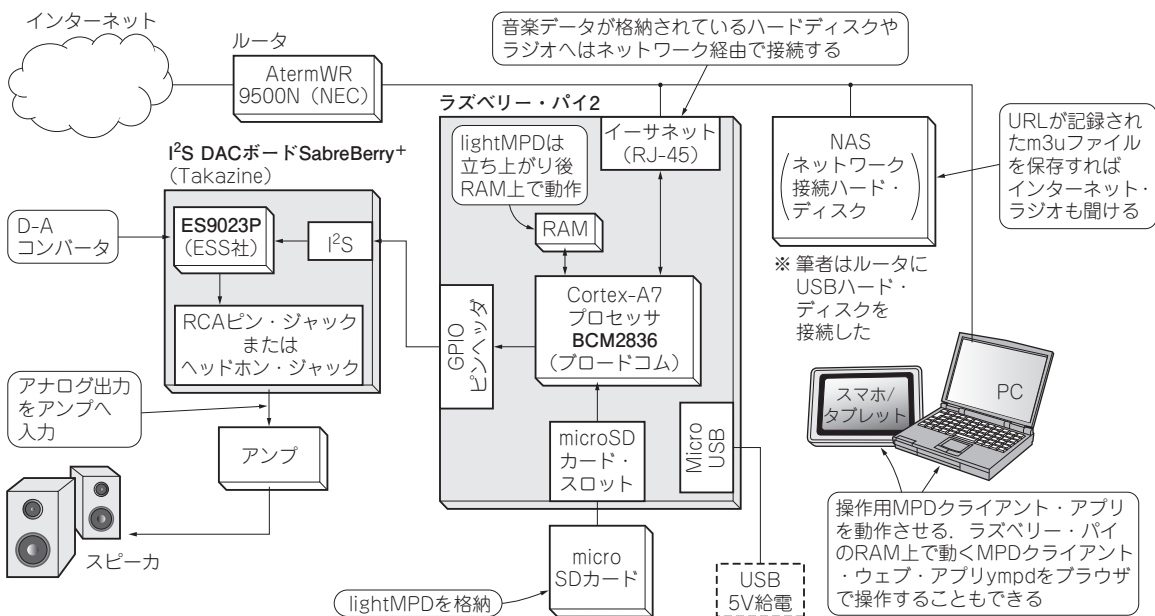 インターネット
ルータ
AtermWR
9500N（NEC）
音楽データが格納されているハードディスクや
ラジオへはネットワーク経由で接続する
ラズベリー・パイ2
イーサネット
（RJ-45）
lightMPDは
立ち上がり後
RAM上で動作
RAM
Cortex-A7
プロセッサ
BCM2836
（ブロードコム）
GPIO
ピンヘッダ
microSD
カード・
スロット
Micro
USB
I²S DACボードSabreBerry⁺
（Takazine）
D-A
コンバータ
ES9023P
（ESS社）
I²S
RCAピン・ジャック
または
ヘッドホン・ジャック
アナログ出力
をアンプへ
入力
アンプ
スピーカ
micro
SDカード
lightMPDを格納
USB
5V給電
NAS
（ネットワーク
接続ハード・
ディスク）
※ 筆者はルータに
USBハード・
ディスクを
接続した
URLが記録され
たm3uファイル
を保存すれば
インターネット・
ラジオも聞ける
スマホ/
タブレット
PC
操作用MPDクライアント・アプリ
を動作させる．ラズベリー・パイ
のRAM上で動くMPDクライアント
・ウェブ・アプリympdをブラウザ
で操作することもできる